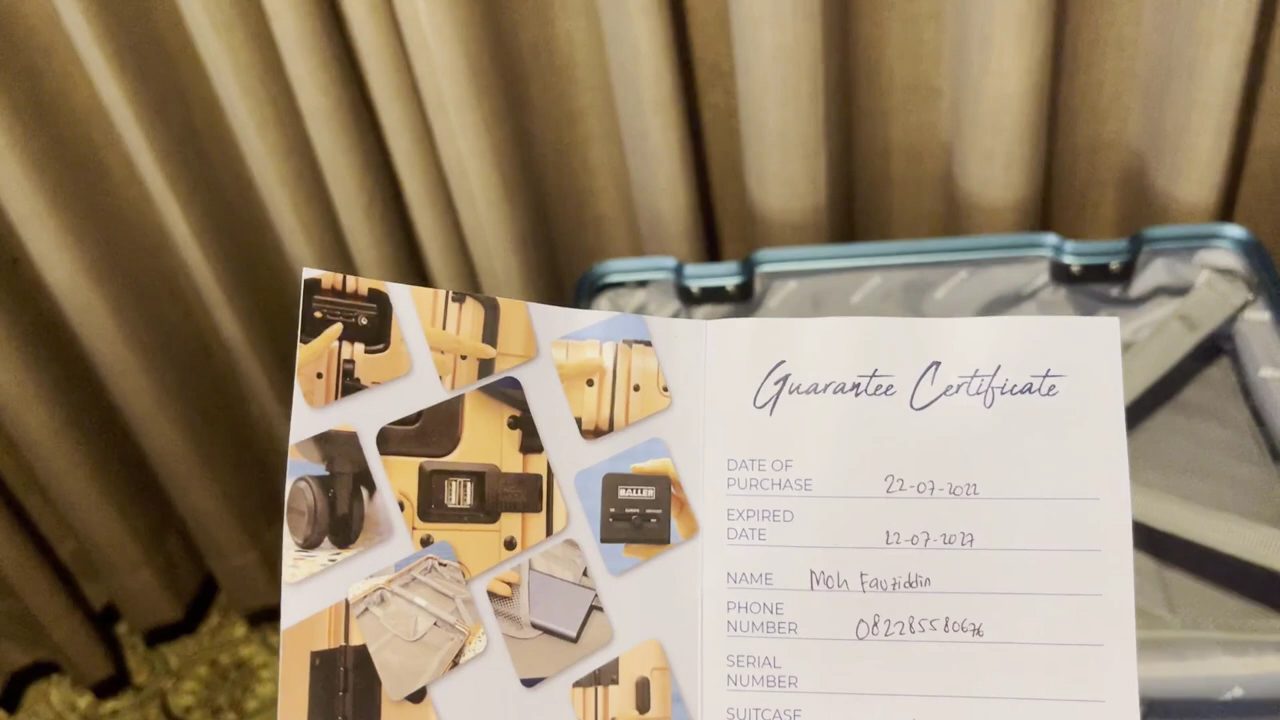 BALLER
Guarantee Certificate
DATE OF
PURCHASE 22-07-2022
EXPIRED
DATE 22-07-2027
NAME Moh Fauziddin
PHONE
NUMBER 082285580676
SERIAL
NUMBER
SUITCASE